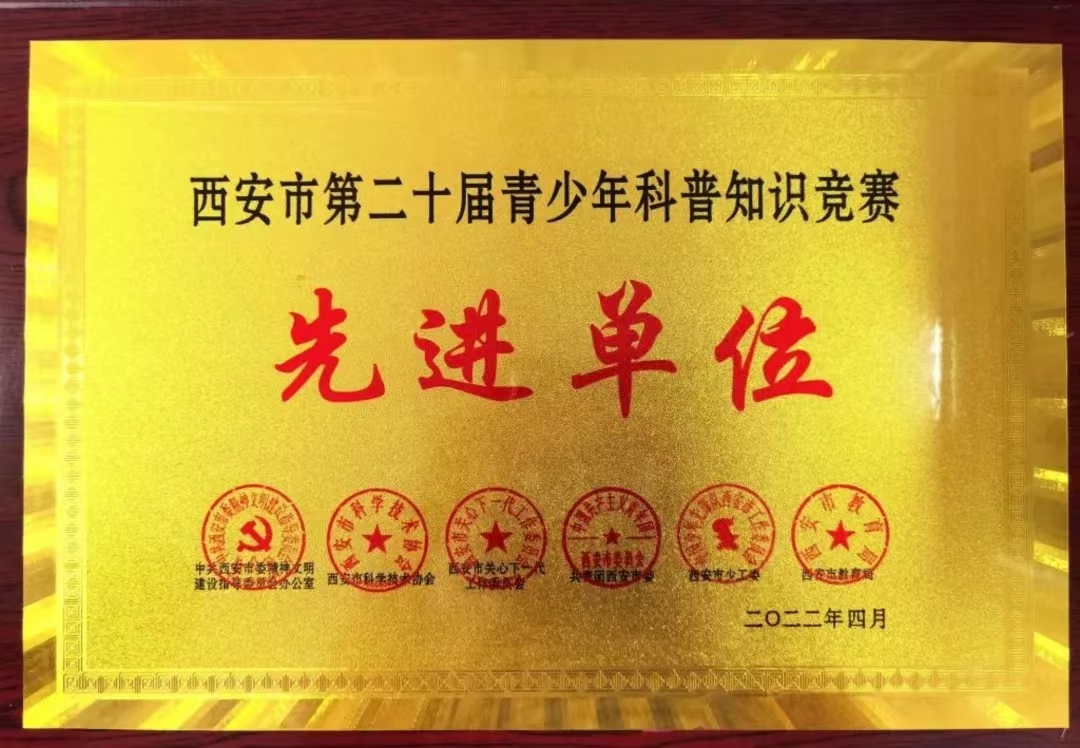 西安市第二十届青少年科普知识竞赛
先进单位
中共西安市委精神文明
建设指导委员会办公室
西安市科学技术协会
西安市关心下一代
工作委员会
共青团西安市委
西安市少工委
西安市教育局
二〇二二年四月